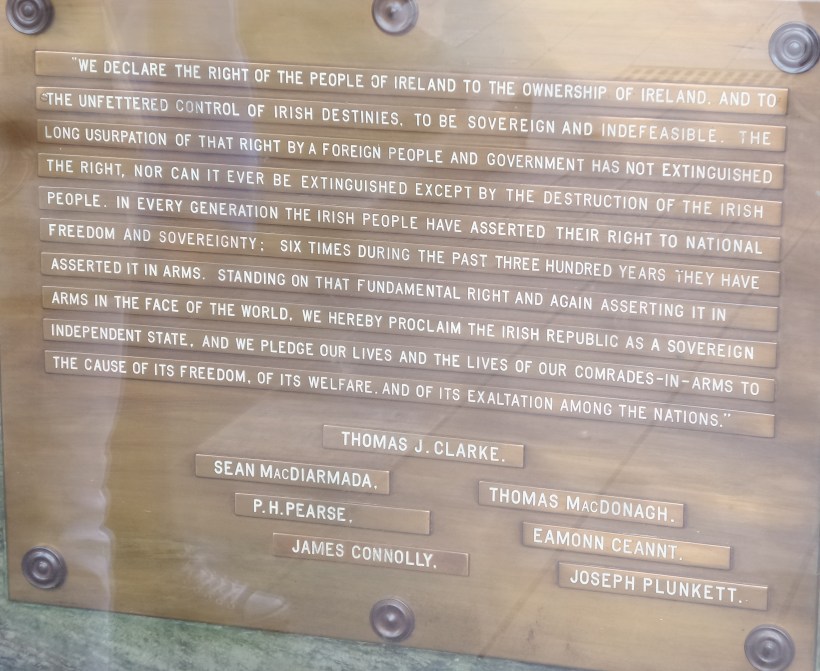 "WE DECLARE THE RIGHT OF THE PEOPLE OF IRELAND TO THE OWNERSHIP OF IRELAND, AND TO
THE UNFETTERED CONTROL OF IRISH DESTINIES, TO BE SOVEREIGN AND INDEFEASIBLE. THE
LONG USURPATION OF THAT RIGHT BY A FOREIGN PEOPLE AND GOVERNMENT HAS NOT EXTINGUISHED
THE RIGHT, NOR CAN IT EVER BE EXTINGUISHED EXCEPT BY THE DESTRUCTION OF THE IRISH
PEOPLE. IN EVERY GENERATION THE IRISH PEOPLE HAVE ASSERTED THEIR RIGHT TO NATIONAL
FREEDOM AND SOVEREIGNTY; SIX TIMES DURING THE PAST THREE HUNDRED YEARS THEY HAVE
ASSERTED IT IN ARMS. STANDING ON THAT FUNDAMENTAL RIGHT AND AGAIN ASSERTING IT IN
ARMS IN THE FACE OF THE WORLD, WE HEREBY PROCLAIM THE IRISH REPUBLIC AS A SOVEREIGN
INDEPENDENT STATE, AND WE PLEDGE OUR LIVES AND THE LIVES OF OUR COMRADES-IN-ARMS TO
THE CAUSE OF ITS FREEDOM, OF ITS WELFARE, AND OF ITS EXALTATION AMONG THE NATIONS."
THOMAS J. CLARKE.
SEAN MACDIARMADA.
P. H. PEARSE.
JAMES CONNOLLY.
THOMAS MACDONAGH.
EAMONN CEANNT.
JOSEPH PLUNKETT.